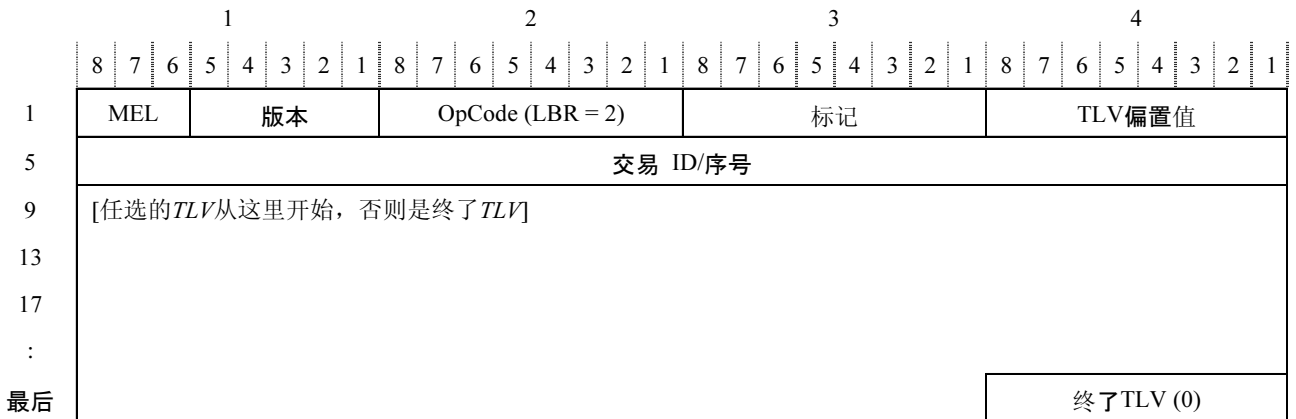 1 2 3 4
8 7 6 5 4 3 2 1 8 7 6 5 4 3 2 1 8 7 6 5 4 3 2 1 8 7 6 5 4 3 2 1
1 MEL 版本 OpCode (LBR = 2) 标记 TLV偏置值
5 交易 ID/序号
9 [任选的TLV从这里开始，否则是终了TLV]
13
17
:
最后 终了TLV (0)